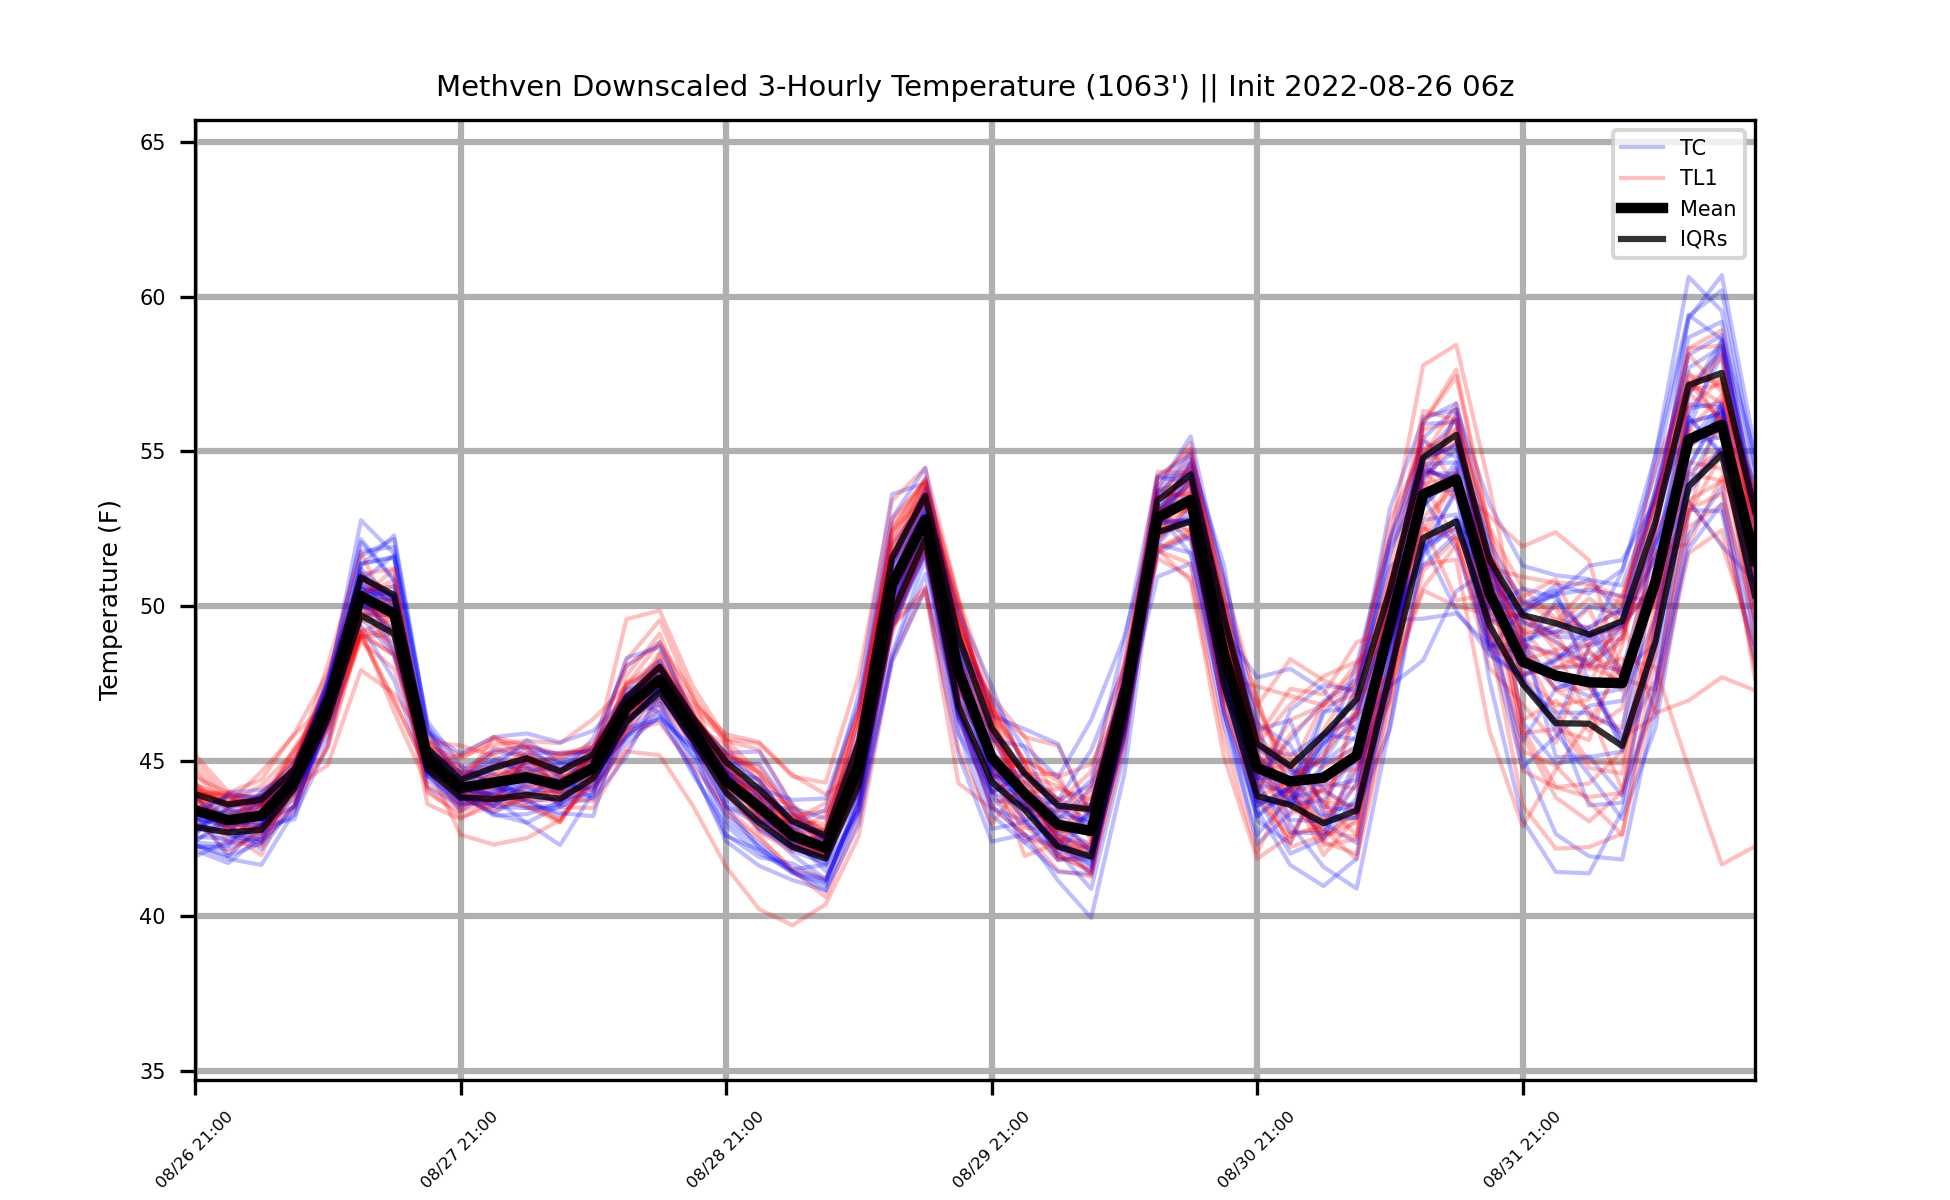 Methven Downscaled 3-Hourly Temperature (1063') || Init 2022-08-26 06z
TC
TL1
Mean
IQRs
Temperature (F)
65
60
55
50
45
40
35
08/26 21:00
08/27 21:00
08/28 21:00
08/29 21:00
08/30 21:00
08/31 21:00